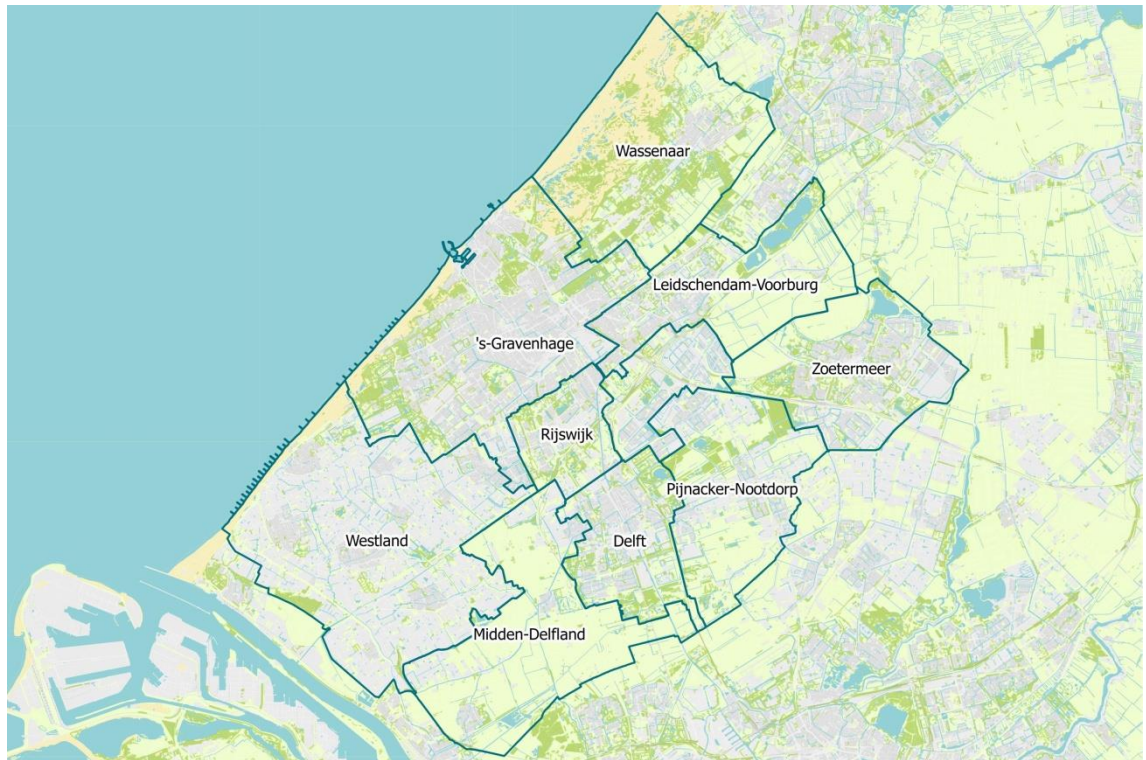 Wassenaar
Leidschendam-Voorburg
's-Gravenhage
Zoetermeer
Rijswijk
Pijnacker-Nootdorp
Westland
Delft
Midden-Delfland